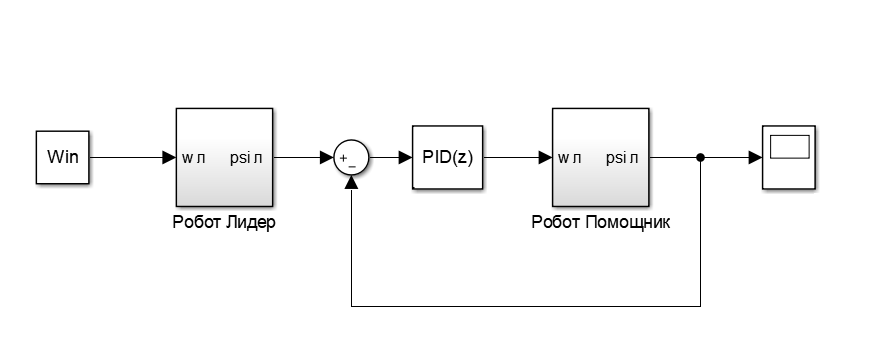 Win
w л
psi л
+
−
PID(z)
w л
psi л
Робот Лидер
Робот Помощник